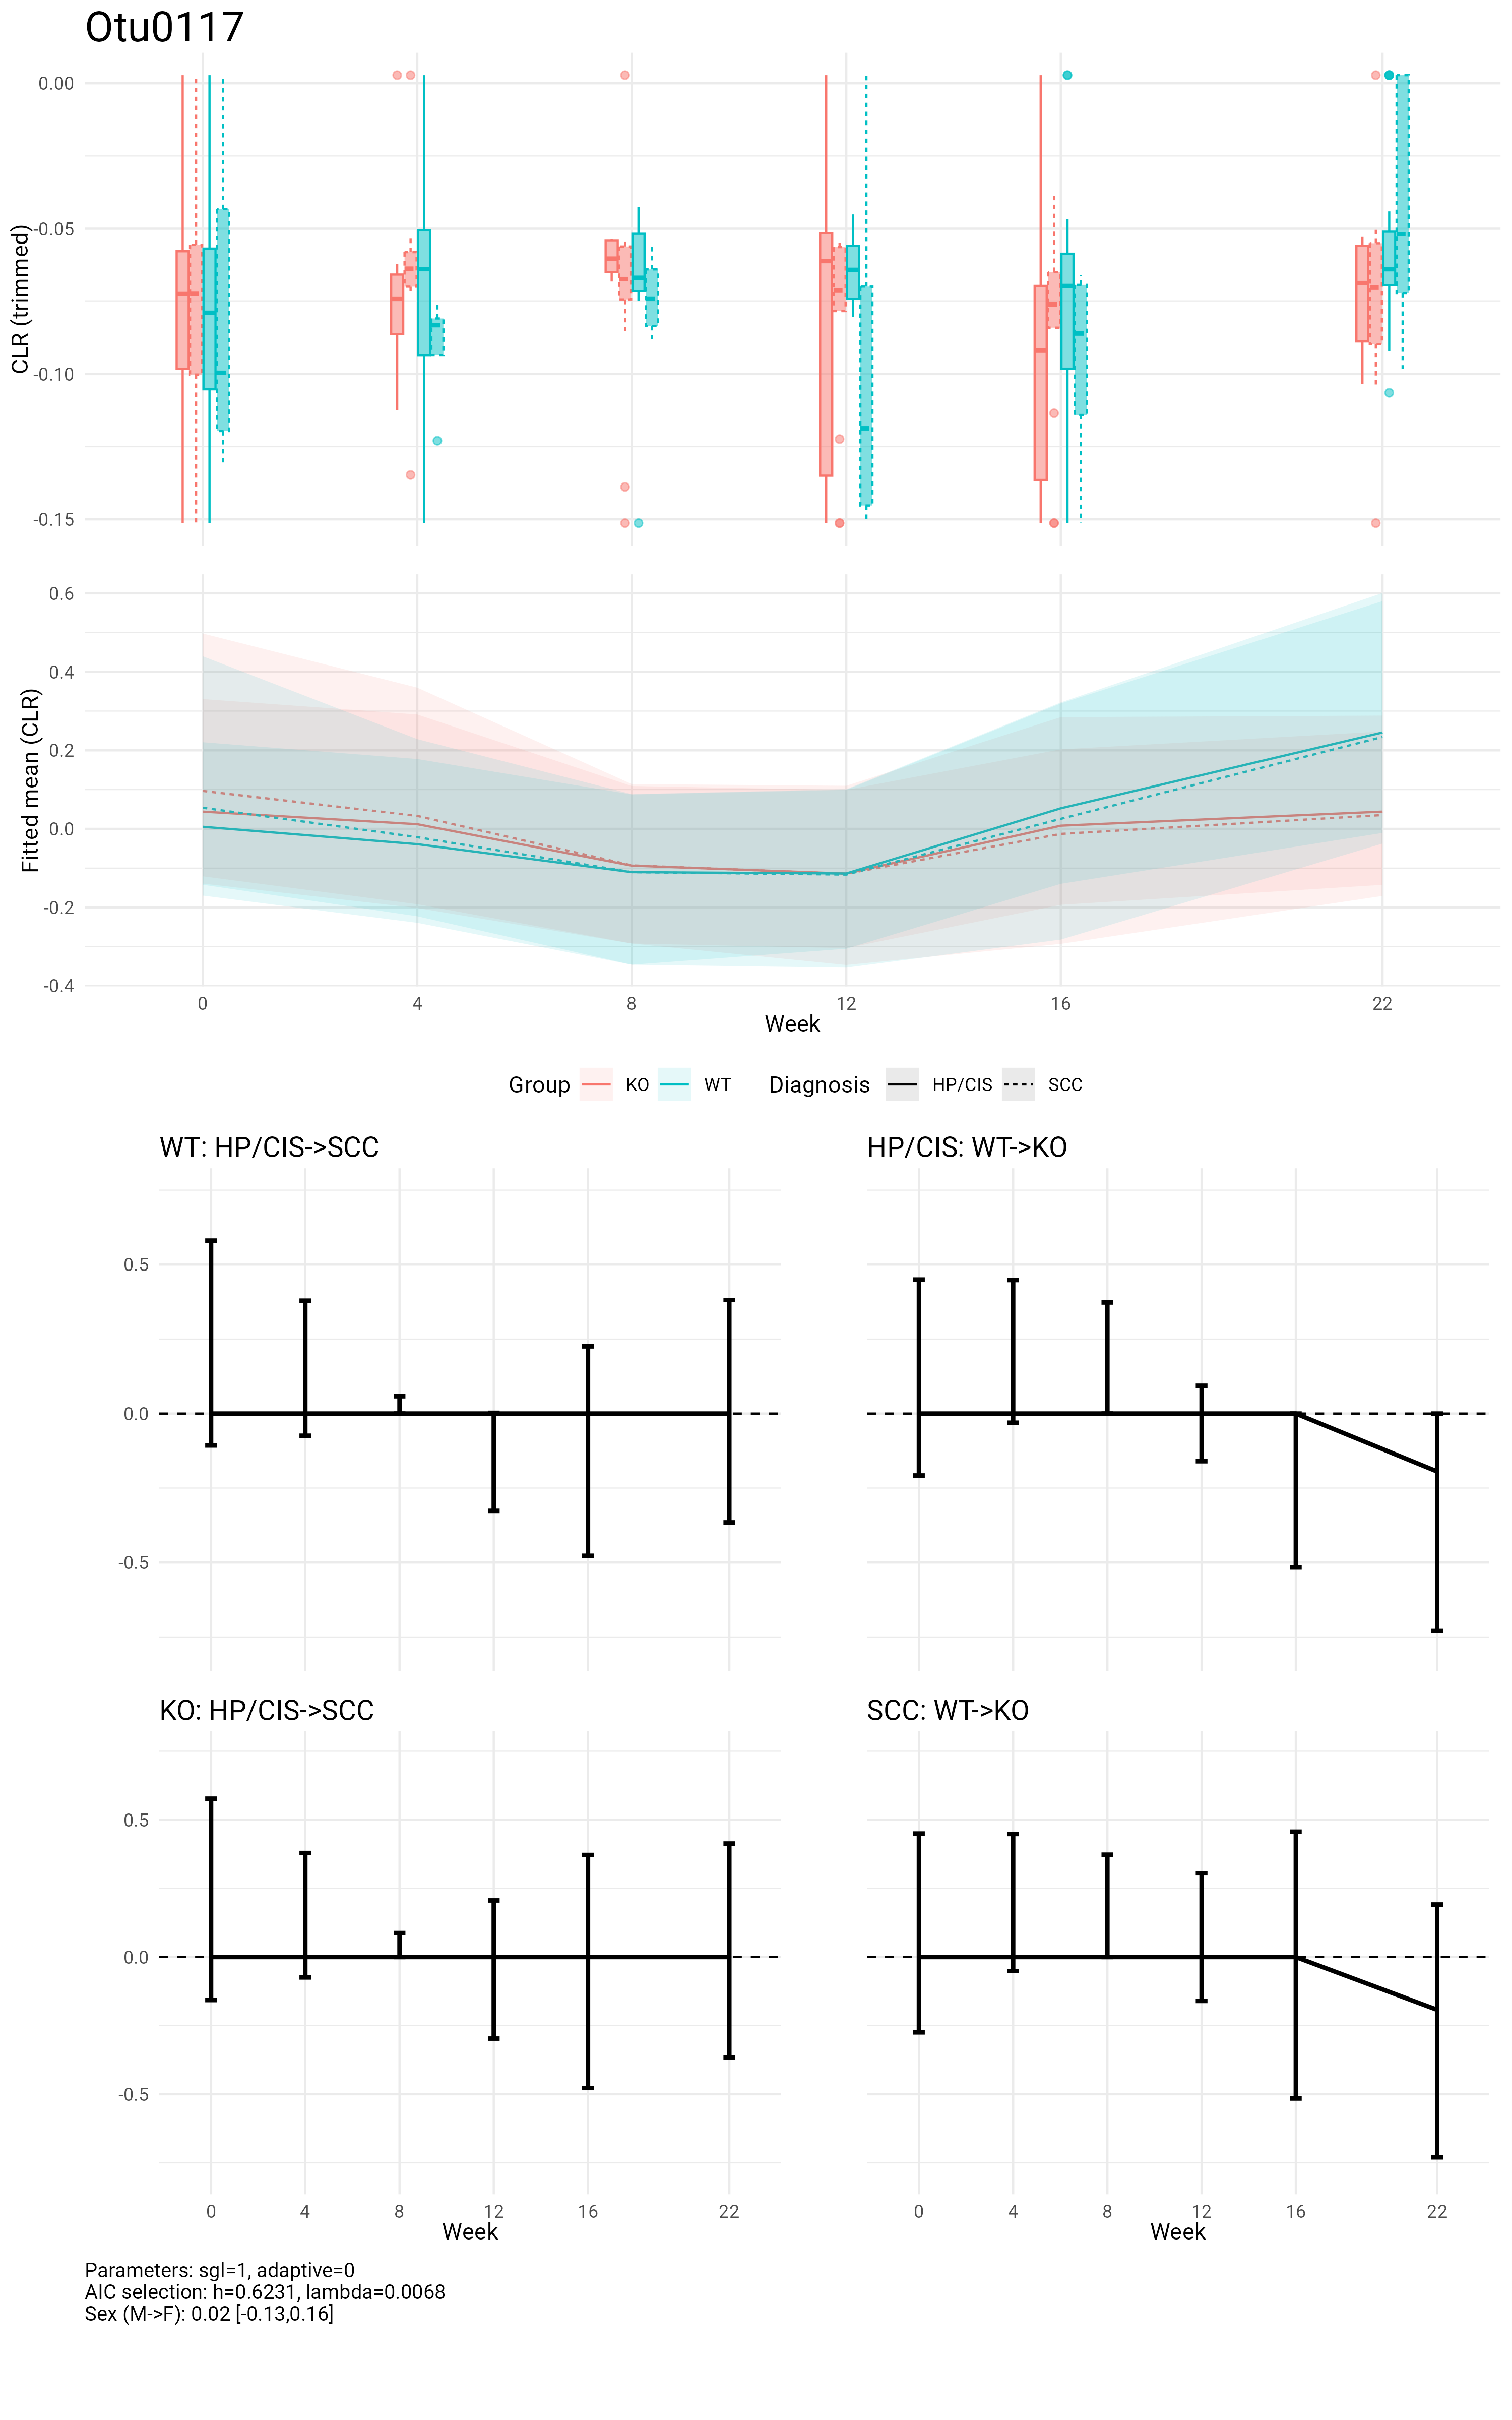 Otu0117
CLR (trimmed)
0.00
-0.05
-0.10
-0.15
Fitted mean (CLR)
0.6
0.4
0.2
0.0
-0.2
-0.4
0 4 8 12 16 22
Week
Group KO WT Diagnosis HP/CIS SCC
WT: HP/CIS->SCC
0.5
0.0
-0.5
HP/CIS: WT->KO
KO: HP/CIS->SCC
0.5
0.0
-0.5
0 4 8 12 16 22
Week
SCC: WT->KO
0 4 8 12 16 22
Week
Parameters: sgl=1, adaptive=0
AIC selection: h=0.6231, lambda=0.0068
Sex (M->F): 0.02 [-0.13,0.16]